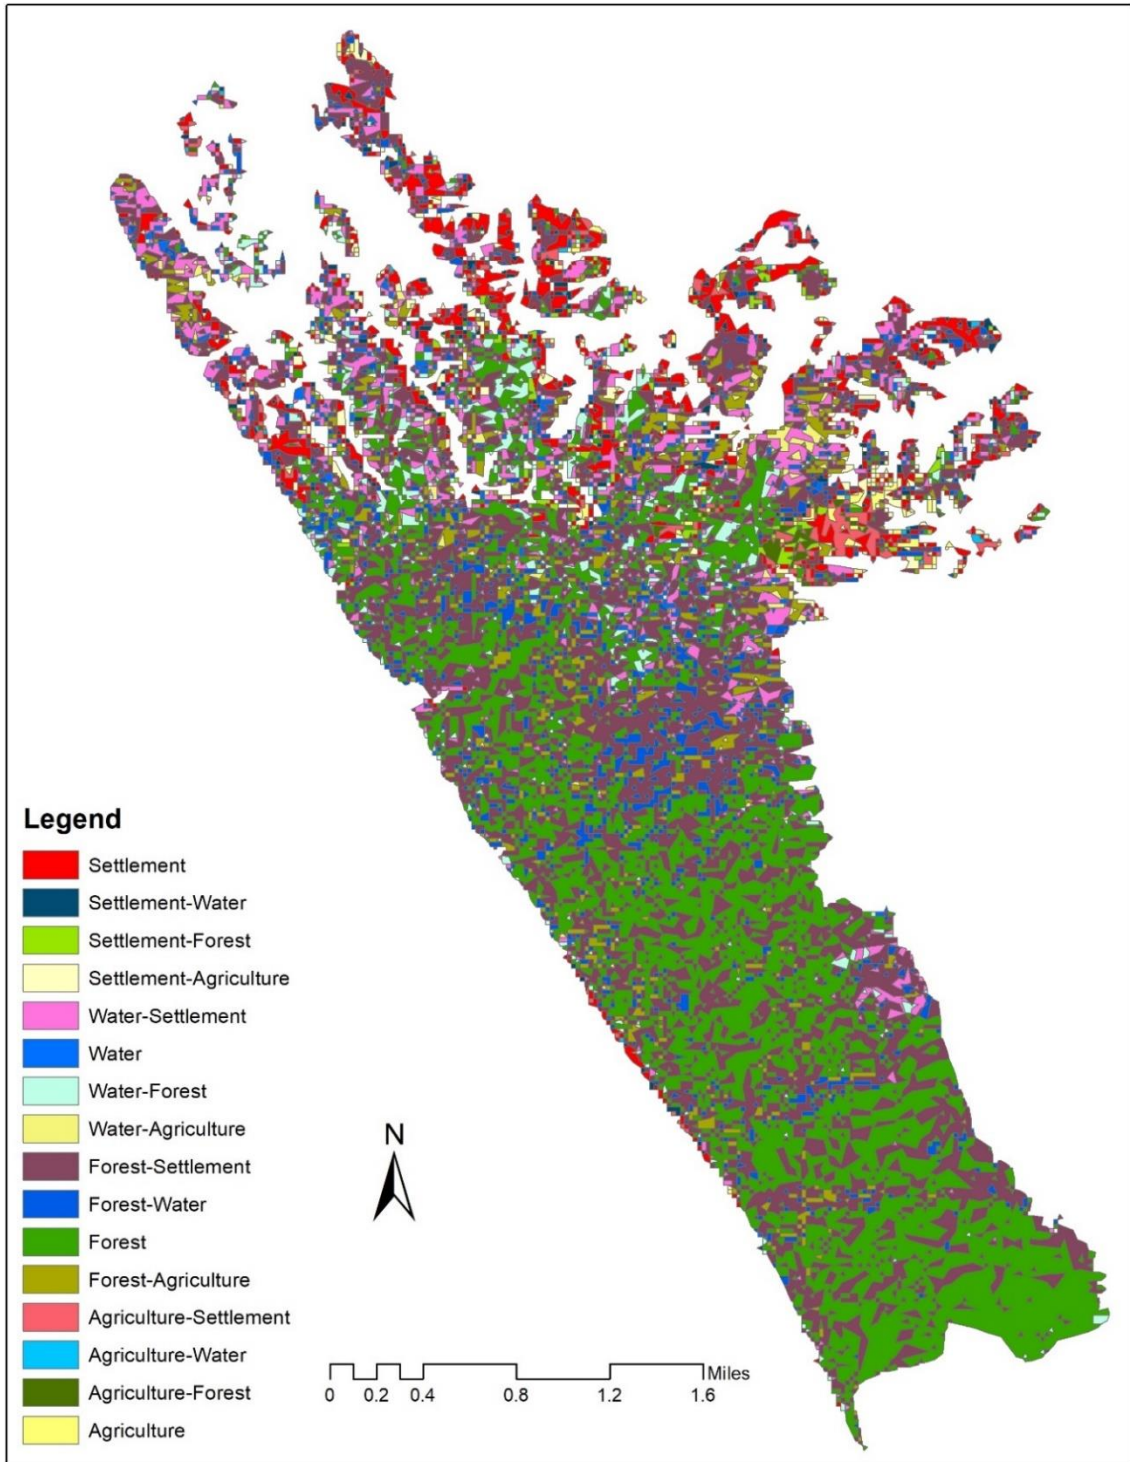 Legend
Settlement
Settlement-Water
Settlement-Forest
Settlement-Agriculture
Water-Settlement
Water
Water-Forest
Water-Agriculture
Forest-Settlement
Forest-Water
Forest
Forest-Agriculture
Agriculture-Settlement
Agriculture-Water
Agriculture-Forest
Agriculture
N
Miles
0 0.2 0.4 0.8 1.2 1.6